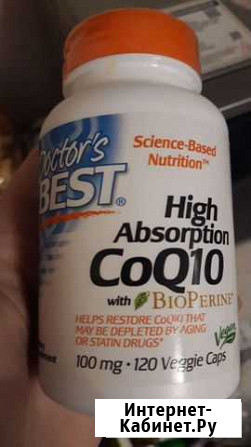 Doctor's
BEST®
Science-Based
Nutrition™
High
Absorption
CoQ10
with BIOPERINE®
HELPS RESTORE CoQ10 THAT
MAY BE DEPLETED BY AGING
OR STATIN DRUGS*
Vegan
100 mg • 120 Veggie Caps
Интернет-
Кабинет.Ру